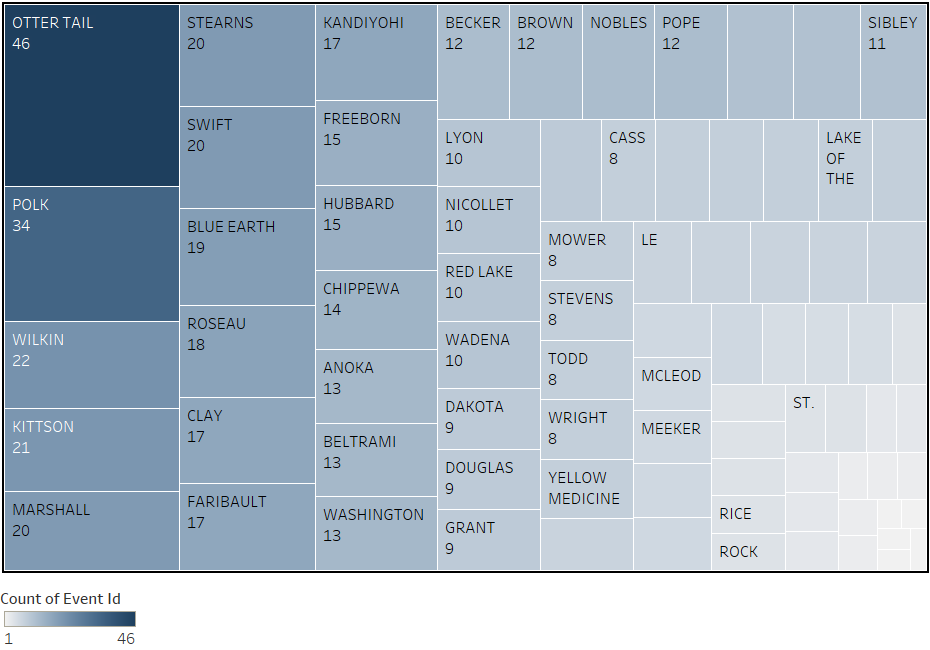 OTTER TAIL
46
POLK
34
WILKIN
22
KITTSON
21
MARSHALL
20
STEARNS
20
SWIFT
20
BLUE EARTH
19
ROSEAU
18
CLAY
17
FARIBAULT
17
KANDIYOHI
17
FREEBORN
15
HUBBARD
15
CHIPPEWA
14
ANOKA
13
BELTRAMI
13
WASHINGTON
13
BECKER
12
BROWN
12
NOBLES
POPE
12
SIBLEY
11
LYON
10
NICOLLET
10
RED LAKE
10
WADENA
10
DAKOTA
9
DOUGLAS
9
GRANT
9
CASS
8
LAKE
OF
THE
MOWER
8
STEVENS
8
TODD
8
WRIGHT
8
YELLOW
MEDICINE
LE
MCLEOD
MEEKER
RICE
ROCK
ST.
Count of Event Id
1 46